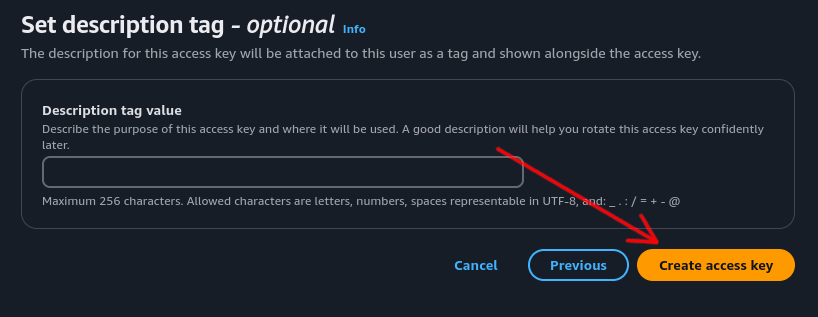 Set description tag - optional Info
The description for this access key will be attached to this user as a tag and shown alongside the access key.
Description tag value
Describe the purpose of this access key and where it will be used. A good description will help you rotate this access key confidently
later.
Maximum 256 characters. Allowed characters are letters, numbers, spaces representable in UTF-8, and: _ . : / = + - @
Cancel Previous Create access key